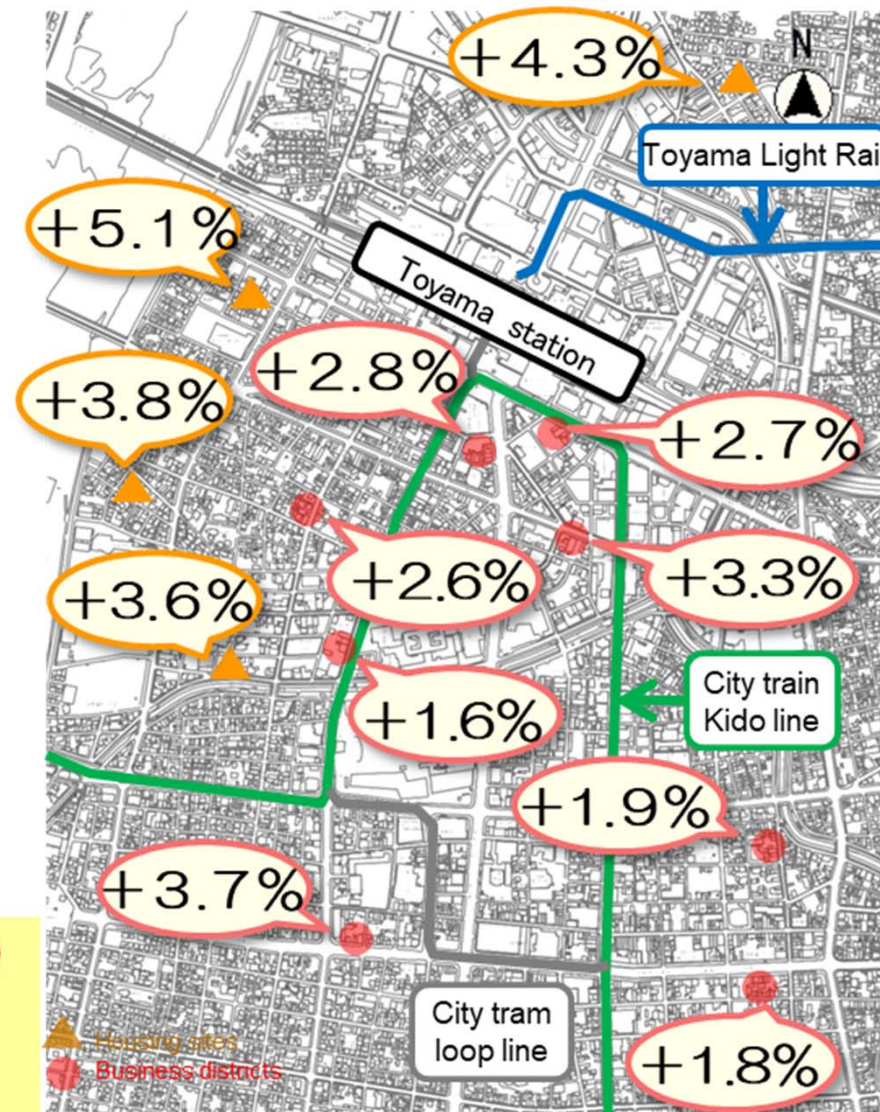 +4.3%
N
Toyama Light Rai
+5.1%
Toyama station
+2.8%
+3.8%
+2.7%
+2.6%
+3.3%
+3.6%
City train
Kido line
+1.6%
+1.9%
+3.7%
City tram
loop line
Housing sites
Business districts
+1.8%